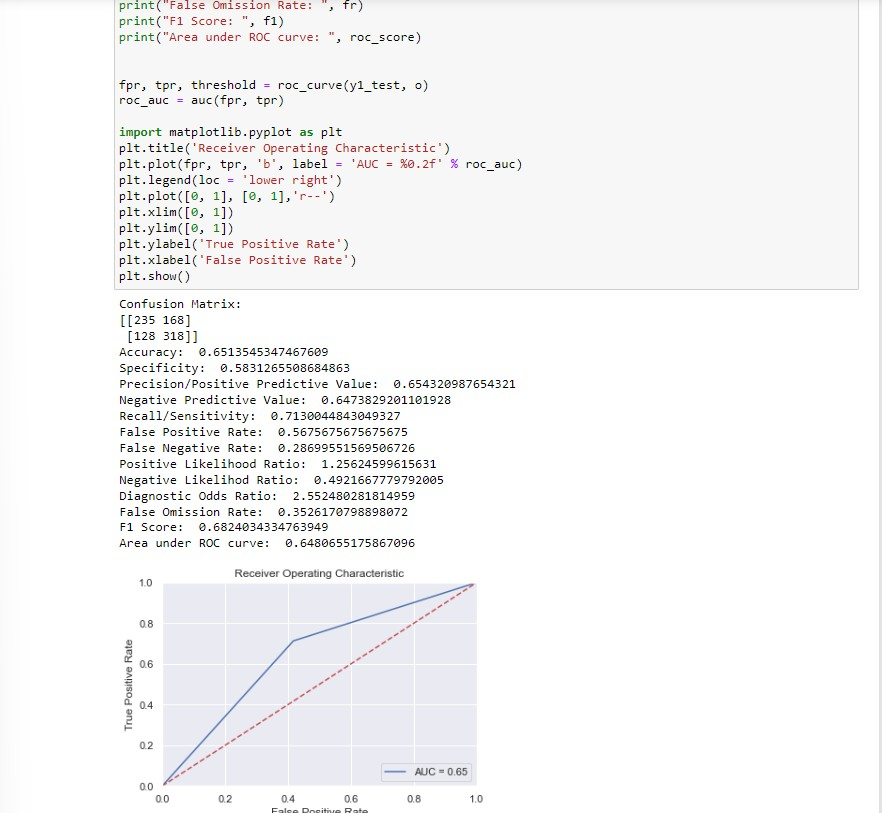 print("False Omission Rate: ", fr)
print("F1 Score: ", f1)
print("Area under ROC curve: ", roc_score)
fpr, tpr, threshold = roc_curve(y1_test, o)
roc_auc = auc(fpr, tpr)
import matplotlib.pyplot as plt
plt.title('Receiver Operating Characteristic')
plt.plot(fpr, tpr, 'b', label = 'AUC = %0.2f' % roc_auc)
plt.legend(loc = 'lower right')
plt.plot([0, 1], [0, 1],'r--')
plt.xlim([0, 1])
plt.ylim([0, 1])
plt.ylabel('True Positive Rate')
plt.xlabel('False Positive Rate')
plt.show()
Confusion Matrix:
[[235 168]
 [128 318]]
Accuracy:  0.6513545347467609
Specificity:  0.5831265508684863
Precision/Positive Predictive Value:  0.654320987654321
Negative Predictive Value:  0.6473829201101928
Recall/Sensitivity:  0.7130044843049327
False Positive Rate:  0.5675675675675675
False Negative Rate:  0.28699551569506726
Positive Likelihood Ratio:  1.25624599615631
Negative Likelihod Ratio:  0.4921667779792005
Diagnostic Odds Ratio:  2.552480281814959
False Omission Rate:  0.3526170798898072
F1 Score:  0.6824034334763949
Area under ROC curve:  0.6480655175867096
Receiver Operating Characteristic
1.0
0.8
0.6
0.4
0.2
0.0
True Positive Rate
AUC = 0.65
0.0 0.2 0.4 0.6 0.8 1.0
False Positive Rate